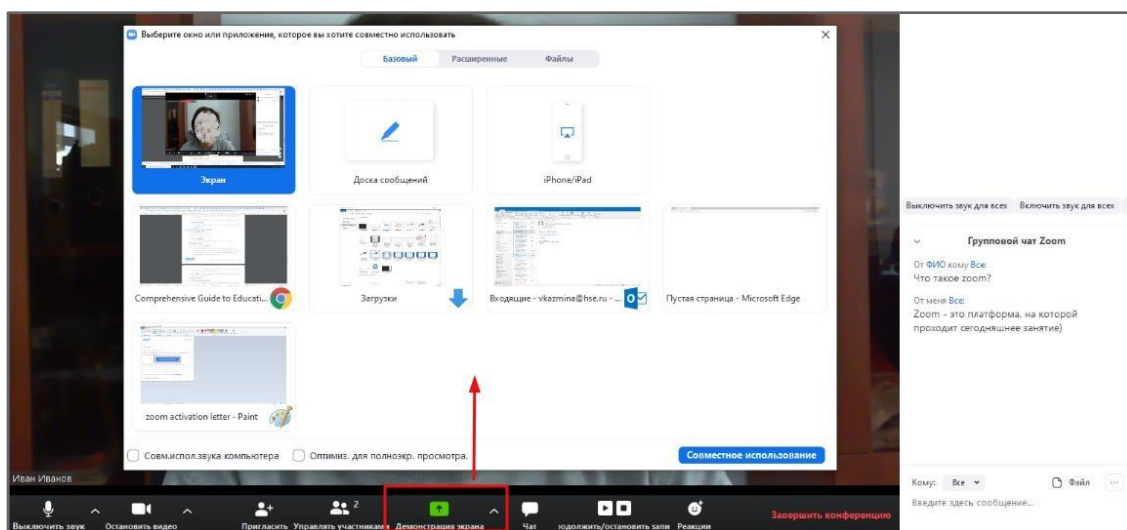 Выберите окно или приложение, которое вы хотите совместно использовать
Базовый Расширенные Файлы
Экран
Доска сообщений
iPhone/iPad
Comprehensive Guide to Educati...
Загрузки
Входящие - vkazmina@hse.ru - ...
Пустая страница - Microsoft Edge
zoom activation letter - Paint
Совм.испол.звука компьютера
Оптимиз. для полноэкр. просмотра.
Совместное использование
Иван Иванов
Выключить звук
Остановить видео
Пригласить
Управлять участниками
2
Демонстрация экрана
Чат
юдолжить/остановить запи
Реакции
Завершить конференцию
Выключить звук для всех Включить звук для всех
Групповой чат Zoom
От ФИО кому Все:
Что такое zoom?
От меня Все:
Zoom - это платформа, на которой
проходит сегодняшнее занятие)
Кому: Все Файл ...
Введите здесь сообщение...